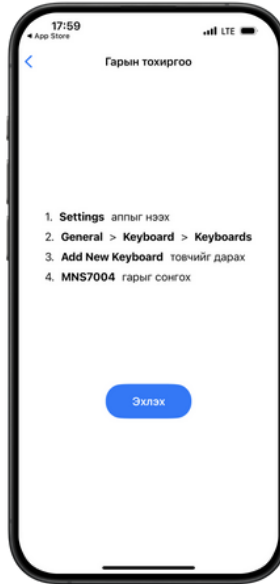 17:59
LTE
◀ App Store
Гарын тохиргоо
1. Settings аппыг нээх
2. General > Keyboard > Keyboards
3. Add New Keyboard товчийг дарах
4. MNS7004 гарыг сонгох
Эхлэх